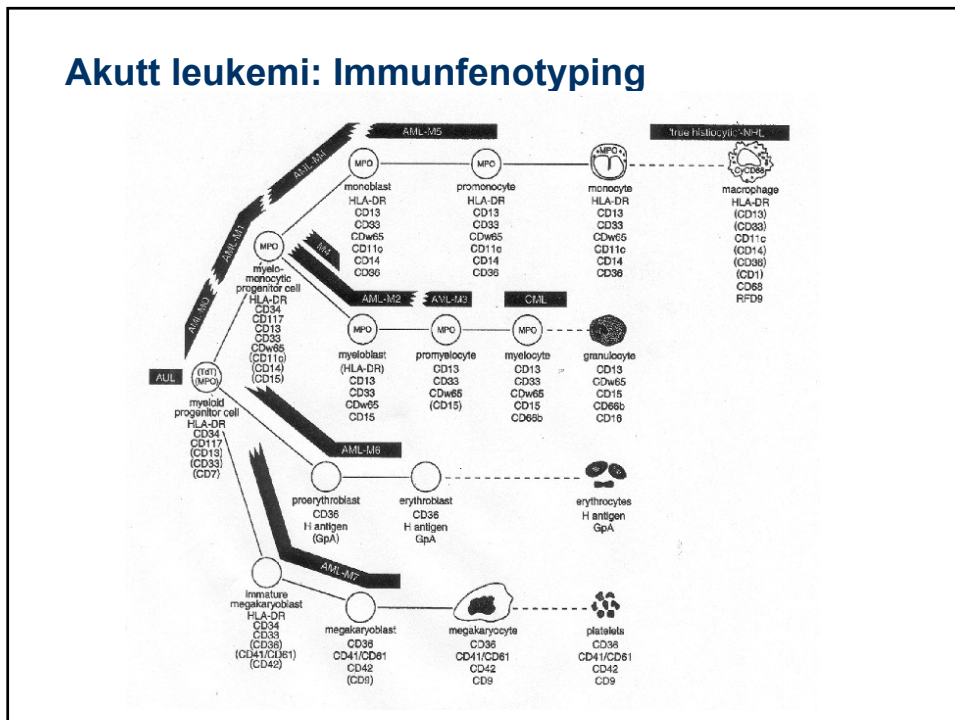 Akutt leukemi: Immunfenotyping
AML-M5
'true histiocytic'-NHL
AML-M4
AML-M1
AML-M0
AUL
MPO
monoblast
HLA-DR
CD13
CD33
CDw65
CD11c
CD14
CD36
MPO
promonocyte
HLA-DR
CD13
CD33
CDw65
CD11c
CD14
CD36
MPO
monocyte
HLA-DR
CD13
CD33
CDw65
CD11c
CD14
CD36
CyCD68
macrophage
HLA-DR
(CD13)
(CD33)
CD11c
(CD14)
(CD36)
(CD1)
CD68
RFD9
MPO
myelo-
monocytic
progenitor cell
HLA-DR
CD34
CD117
CD13
CD33
CDw65
(CD11c)
(CD14)
(CD15)
M4
AML-M2
AML-M3
CML
MPO
myeloblast
(HLA-DR)
CD13
CD33
CDw65
CD15
MPO
promyelocyte
CD13
CD33
CDw65
(CD15)
MPO
myelocyte
CD13
CD33
CDw65
CD15
CD66b
granulocyte
CD13
CDw65
CD15
CD66b
CD16
(TdT)
(MPO)
myeloid
progenitor cell
HLA-DR
CD34
CD117
(CD13)
(CD33)
(CD7)
AML-M6
proerythroblast
CD36
H antigen
(GpA)
erythroblast
CD36
H antigen
GpA
erythrocytes
H antigen
GpA
AML-M7
immature
megakaryoblast
HLA-DR
CD34
CD33
(CD36)
(CD41/CD61)
(CD42)
megakaryoblast
CD36
CD41/CD61
CD42
(CD9)
megakaryocyte
CD36
CD41/CD61
CD42
CD9
platelets
CD36
CD41/CD61
CD42
CD9